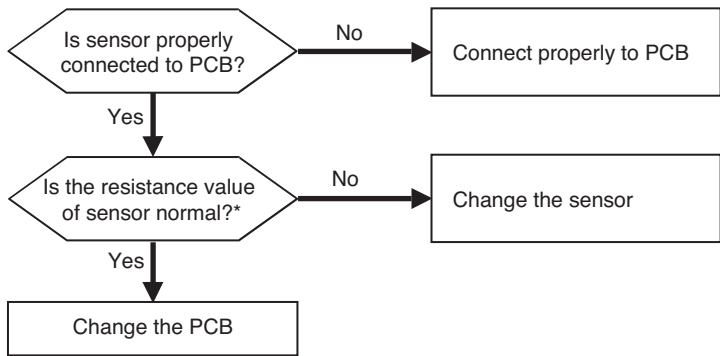 Is sensor properly
connected to PCB?
No
Connect properly to PCB
Yes
Is the resistance value
of sensor normal?*
No
Change the sensor
Yes
Change the PCB